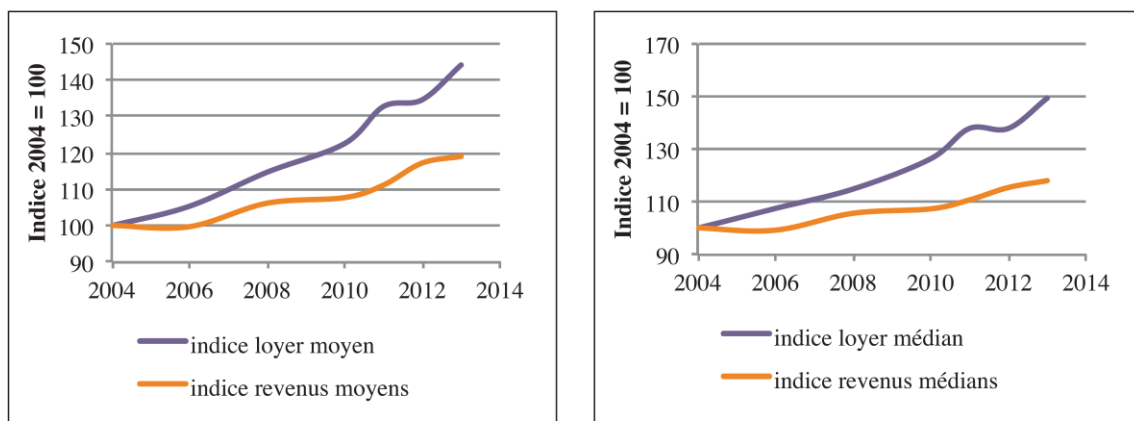 Indice 2004 = 100
150
140
130
120
110
100
90
2004 2006 2008 2010 2012 2014
indice loyer moyen
indice revenus moyens
Indice 2004 = 100
170
150
130
110
90
2004 2006 2008 2010 2012 2014
indice loyer médian
indice revenus médians